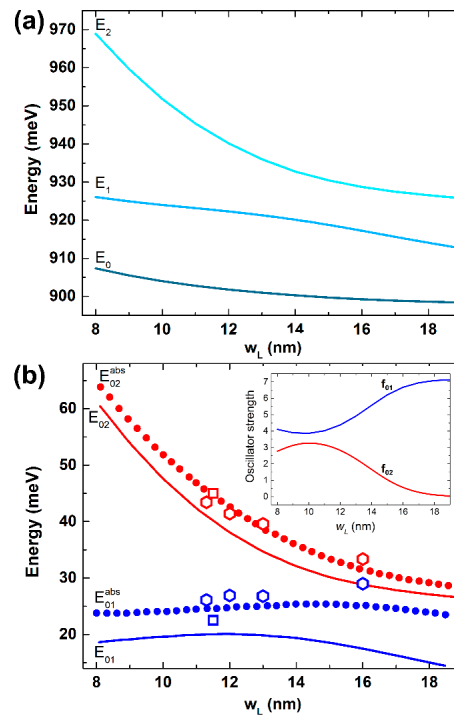 (a)
970
960
950
940
930
920
910
900
Energy (meV)
E2
E1
E0
8 10 12 14 16 18
wL (nm)
(b)
60
50
40
30
20
Energy (meV)
E02abs
E02
E01abs
E01
8 10 12 14 16 18
wL (nm)
7
6
5
4
3
2
1
0
Oscillator strength
f01
f02
8 10 12 14 16 18
wL (nm)